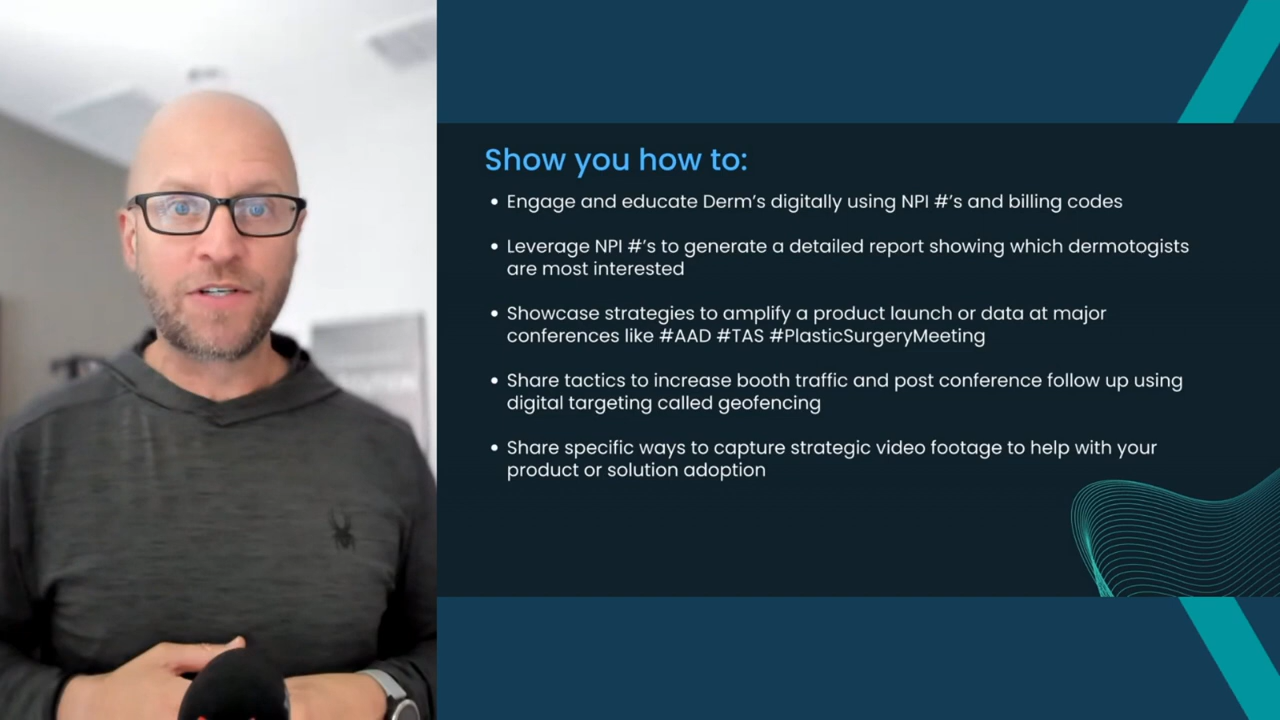 Show you how to:
• Engage and educate Derm's digitally using NPI #'s and billing codes
• Leverage NPI #'s to generate a detailed report showing which dermotogists
are most interested
• Showcase strategies to amplify a product launch or data at major
conferences like #AAD #TAS #PlasticSurgeryMeeting
• Share tactics to increase booth traffic and post conference follow up using
digital targeting called geofencing
• Share specific ways to capture strategic video footage to help with your
product or solution adoption